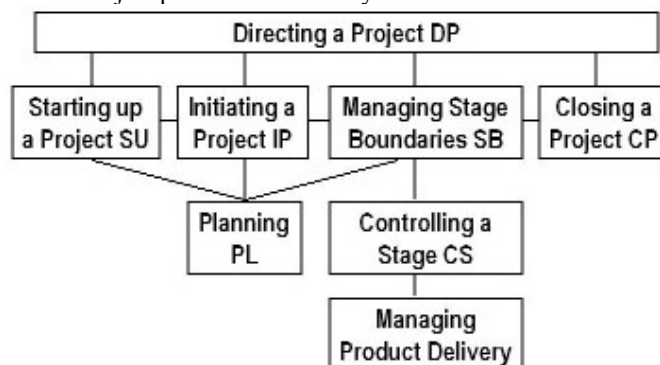 Directing a Project DP
Starting up
a Project SU
Initiating a
Project IP
Managing Stage
Boundaries SB
Closing a
Project CP
Planning
PL
Controlling a
Stage CS
Managing
Product Delivery